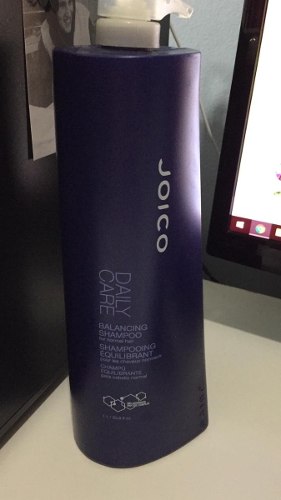 JOICO
DAILY
CARE
BALANCING
SHAMPOO
for normal hair
SHAMPOOING
ÉQUILIBRANT
pour les cheveux normaux
CHAMPÚ
EQUILIBRANTE
para cabello normal